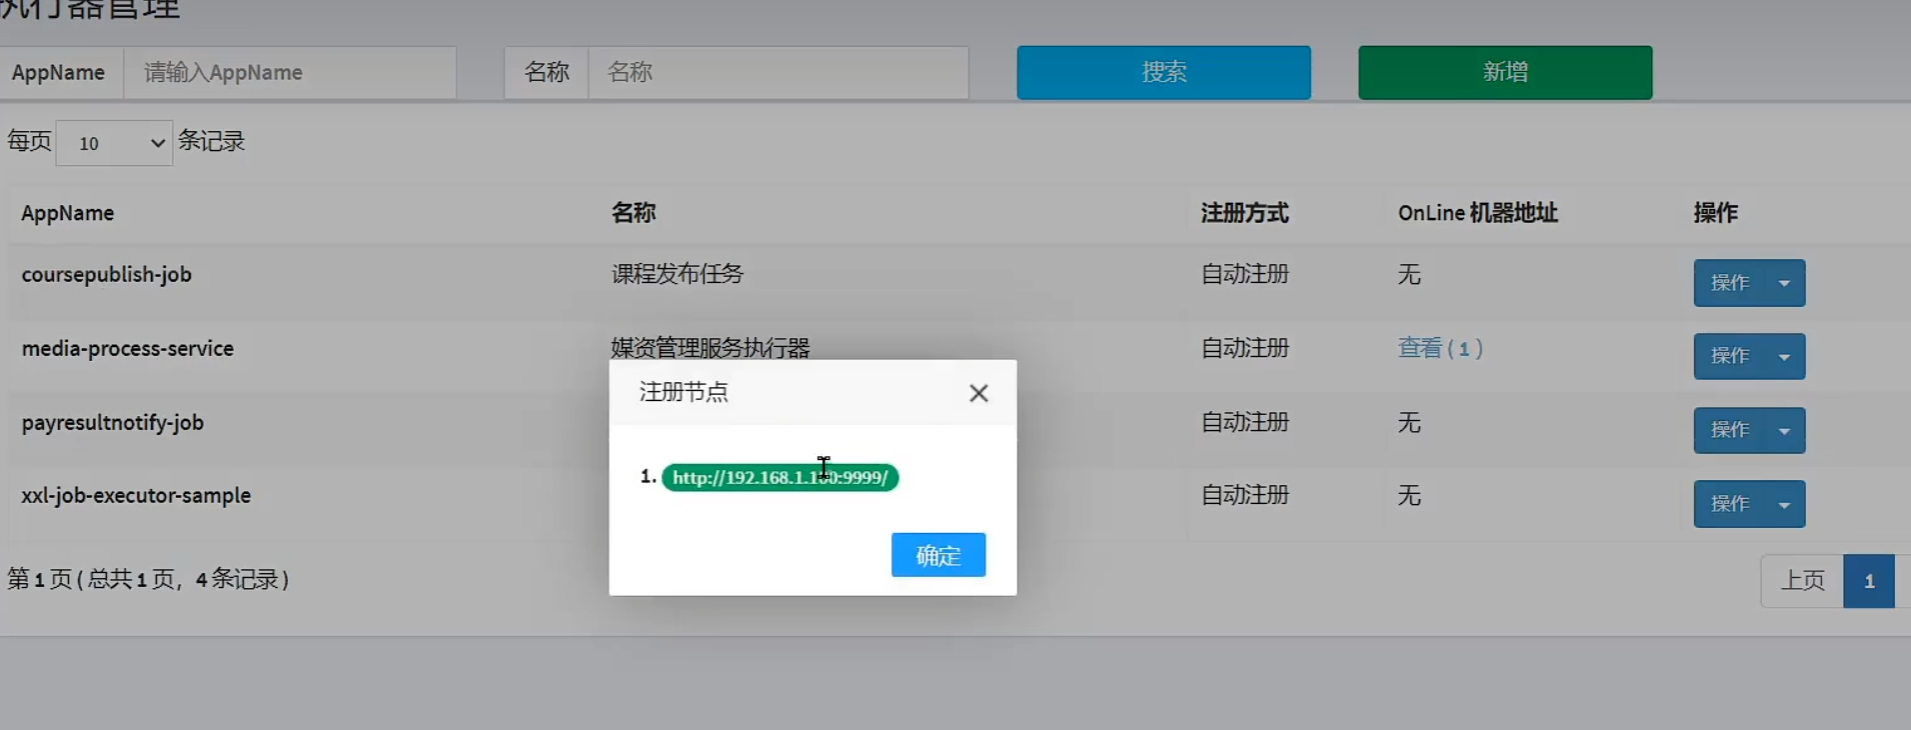 执行器管理
AppName 请输入AppName 名称 名称 搜索 新增
每页 10 条记录
AppName 名称 注册方式 OnLine 机器地址 操作
coursepublish-job 课程发布任务 自动注册 无 操作
media-process-service 媒资管理服务执行器 自动注册 查看 ( 1 ) 操作
注册节点
payresultnotify-job 自动注册 无 操作
1. http://192.168.1.1
0:9999/
xxl-job-executor-sample 自动注册 无 操作
确定
第 1 页 ( 总共 1 页, 4 条记录 )
上页 1